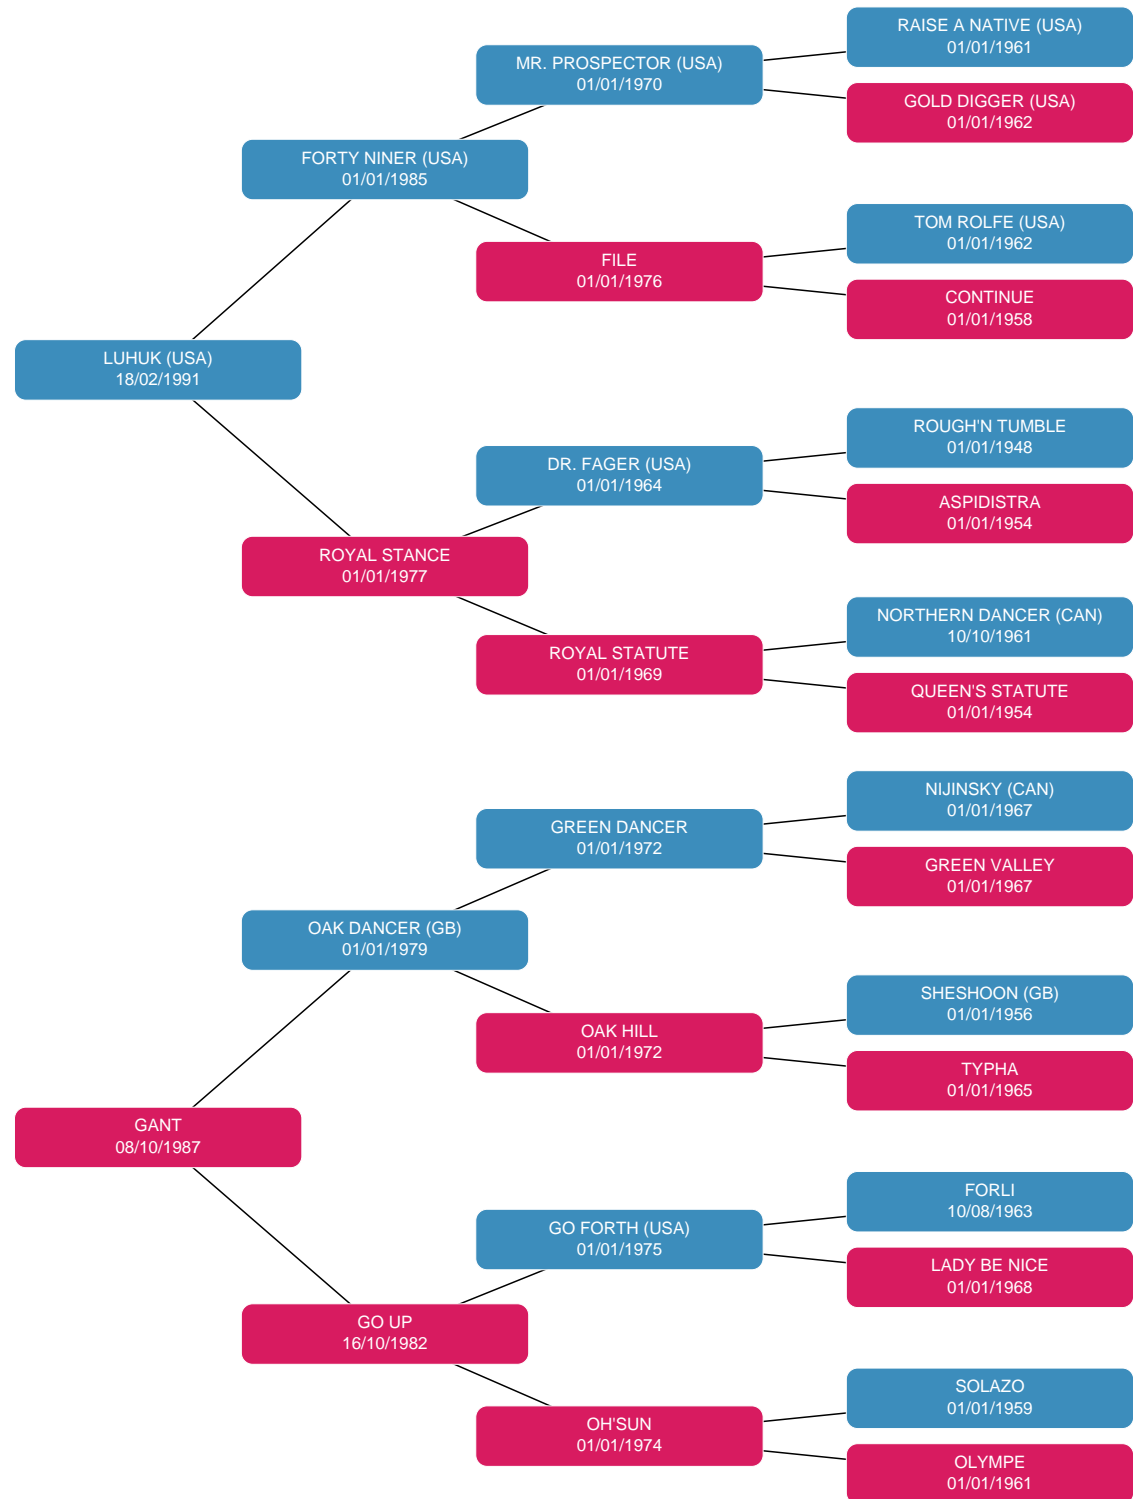 RAISE A NATIVE (USA)
01/01/1961
MR. PROSPECTOR (USA)
01/01/1970
GOLD DIGGER (USA)
01/01/1962
FORTY NINER (USA)
01/01/1985
TOM ROLFE (USA)
01/01/1962
FILE
01/01/1976
CONTINUE
01/01/1958
LUHUK (USA)
18/02/1991
ROUGH'N TUMBLE
01/01/1948
DR. FAGER (USA)
01/01/1964
ASPIDISTRA
01/01/1954
ROYAL STANCE
01/01/1977
NORTHERN DANCER (CAN)
10/10/1961
ROYAL STATUTE
01/01/1969
QUEEN'S STATUTE
01/01/1954
NIJINSKY (CAN)
01/01/1967
GREEN DANCER
01/01/1972
GREEN VALLEY
01/01/1967
OAK DANCER (GB)
01/01/1979
SHESHOON (GB)
01/01/1956
OAK HILL
01/01/1972
TYPHA
01/01/1965
GANT
08/10/1987
FORLI
10/08/1963
GO FORTH (USA)
01/01/1975
LADY BE NICE
01/01/1968
GO UP
16/10/1982
SOLAZO
01/01/1959
OH'SUN
01/01/1974
OLYMPE
01/01/1961